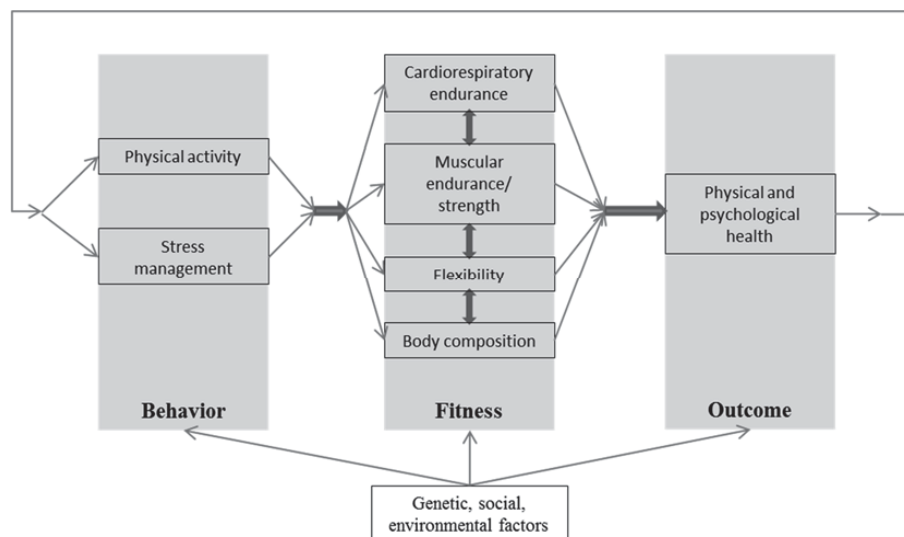 Cardiorespiratory
endurance
Physical activity
Muscular
endurance/
strength
Physical and
psychological
health
Stress
management
Flexibility
Body composition
Behavior
Fitness
Outcome
Genetic, social,
environmental factors